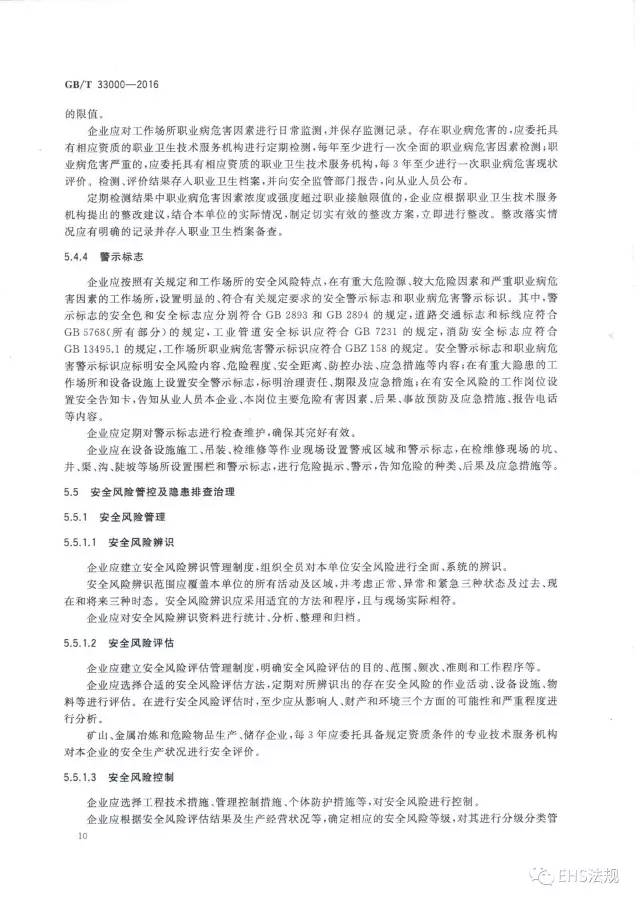 GB/T 33000—2016
的限值。
企业应对工作场所职业病危害因素进行日常监测,并保存监测记录。存在职业病危害的,应委托具
有相应资质的职业卫生技术服务机构进行定期检测,每年至少进行一次全面的职业病危害因素检测;职
业病危害严重的,应委托具有相应资质的职业卫生技术服务机构,每 3 年至少进行一次职业病危害现状
评价。检测、评价结果存入职业卫生档案,并向安全监管部门报告,向从业人员公布。
定期检测结果中职业病危害因素浓度或强度超过职业接触限值的,企业应根据职业卫生技术服务
机构提出的整改建议,结合本单位的实际情况,制定切实有效的整改方案,立即进行整改。整改落实情
况应有明确的记录并存入职业卫生档案备查。
5.4.4 警示标志
企业应按照有关规定和工作场所的安全风险特点,在有重大危险源、较大危险因素和严重职业病危
害因素的工作场所,设置明显的、符合有关规定要求的安全警示标志和职业病危害警示标识。其中,警
示标志的安全色和安全标志应分别符合 GB 2893 和 GB 2894 的规定,道路交通标志和标线应符合
GB 5768(所有部分)的规定,工业管道安全标识应符合 GB 7231 的规定,消防安全标志应符合
GB 13495.1 的规定,工作场所职业病危害警示标识应符合 GBZ 158 的规定。安全警示标志和职业病危
害警示标识应标明安全风险内容、危险程度、安全距离、防控办法、应急措施等内容;在有重大隐患的工
作场所和设备设施上设置安全警示标志,标明治理责任、期限及应急措施;在有安全风险的工作岗位设
置安全告知卡,告知从业人员本企业、本岗位主要危险有害因素、后果、事故预防及应急措施、报告电话
等内容。
企业应定期对警示标志进行检查维护,确保其完好有效。
企业应在设备设施施工、吊装、检维修等作业现场设置警戒区域和警示标志,在检维修现场的坑、
井、渠、沟、陡坡等场所设置围栏和警示标志,进行危险提示、警示,告知危险的种类、后果及应急措施等。
5.5 安全风险管控及隐患排查治理
5.5.1 安全风险管理
5.5.1.1 安全风险辨识
企业应建立安全风险辨识管理制度,组织全员对本单位安全风险进行全面、系统的辨识。
安全风险辨识范围应覆盖本单位的所有活动及区域,并考虑正常、异常和紧急三种状态及过去、现
在和将来三种时态。安全风险辨识应采用适宜的方法和程序,且与现场实际相符。
企业应对安全风险辨识资料进行统计、分析、整理和归档。
5.5.1.2 安全风险评估
企业应建立安全风险评估管理制度,明确安全风险评估的目的、范围、频次、准则和工作程序等。
企业应选择合适的安全风险评估方法,定期对所辨识出的存在安全风险的作业活动、设备设施、物
料等进行评估。在进行安全风险评估时,至少应从影响人、财产和环境三个方面的可能性和严重程度进
行分析。
矿山、金属冶炼和危险物品生产、储存企业,每 3 年应委托具备规定资质条件的专业技术服务机构
对本企业的安全生产状况进行安全评价。
5.5.1.3 安全风险控制
企业应选择工程技术措施、管理控制措施、个体防护措施等,对安全风险进行控制。
企业应根据安全风险评估结果及生产经营状况等,确定相应的安全风险等级,对其进行分级分类管
10
EHS法规